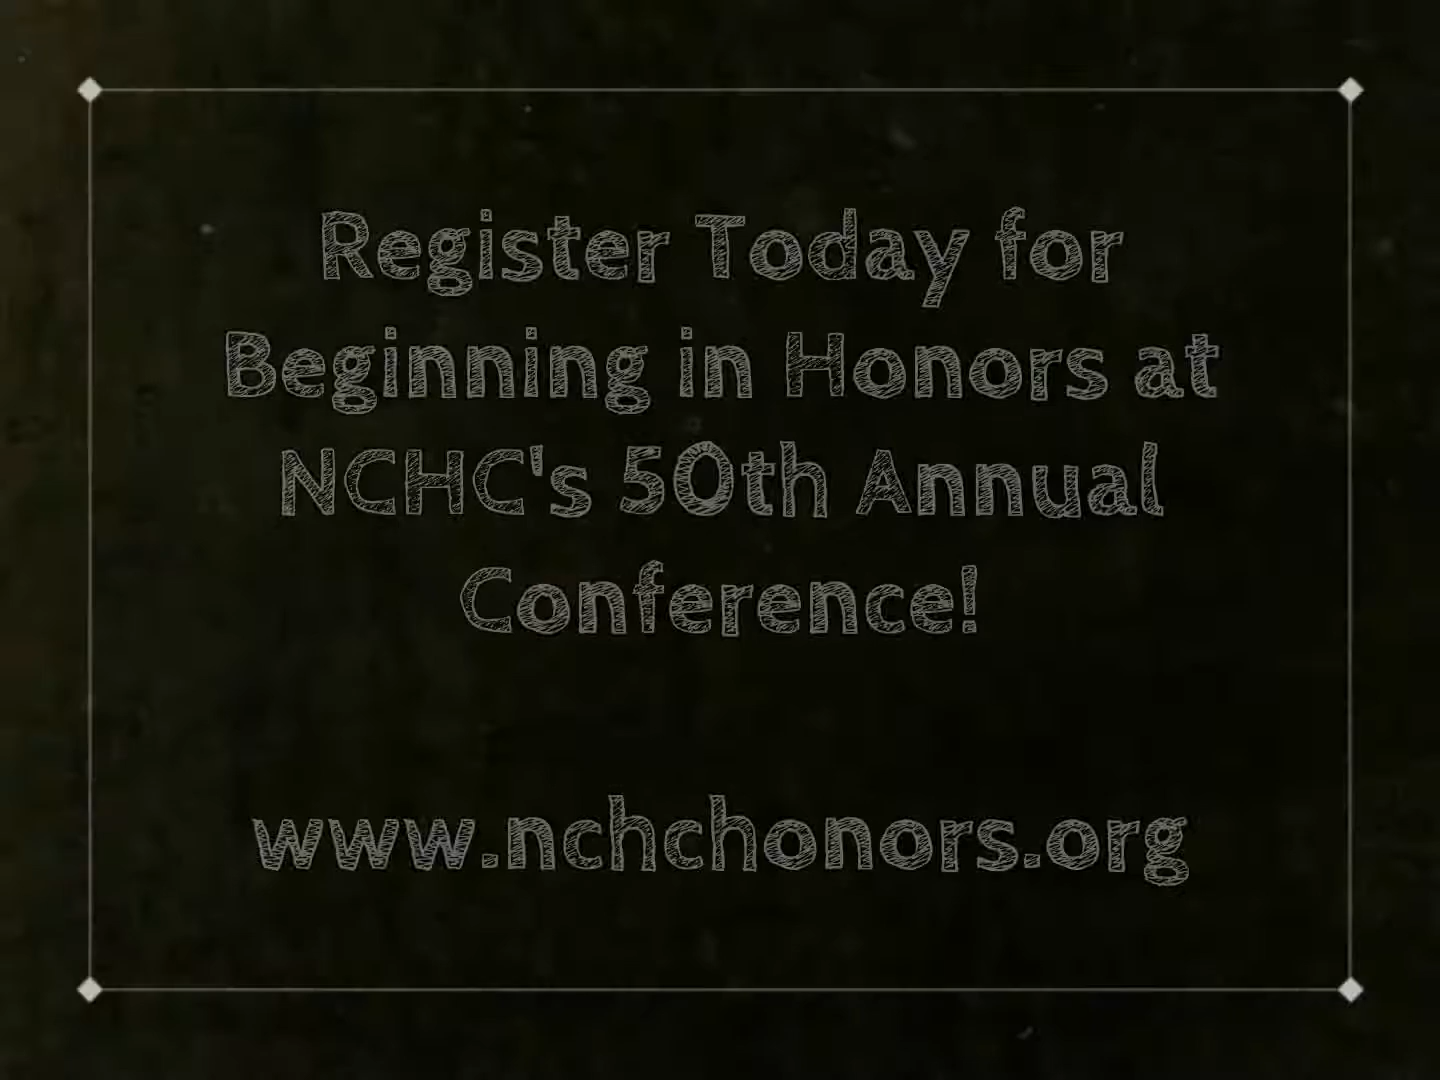 Register Today for
Beginning in Honors at
NCHC's 50th Annual
Conference!
www.nchchonors.org